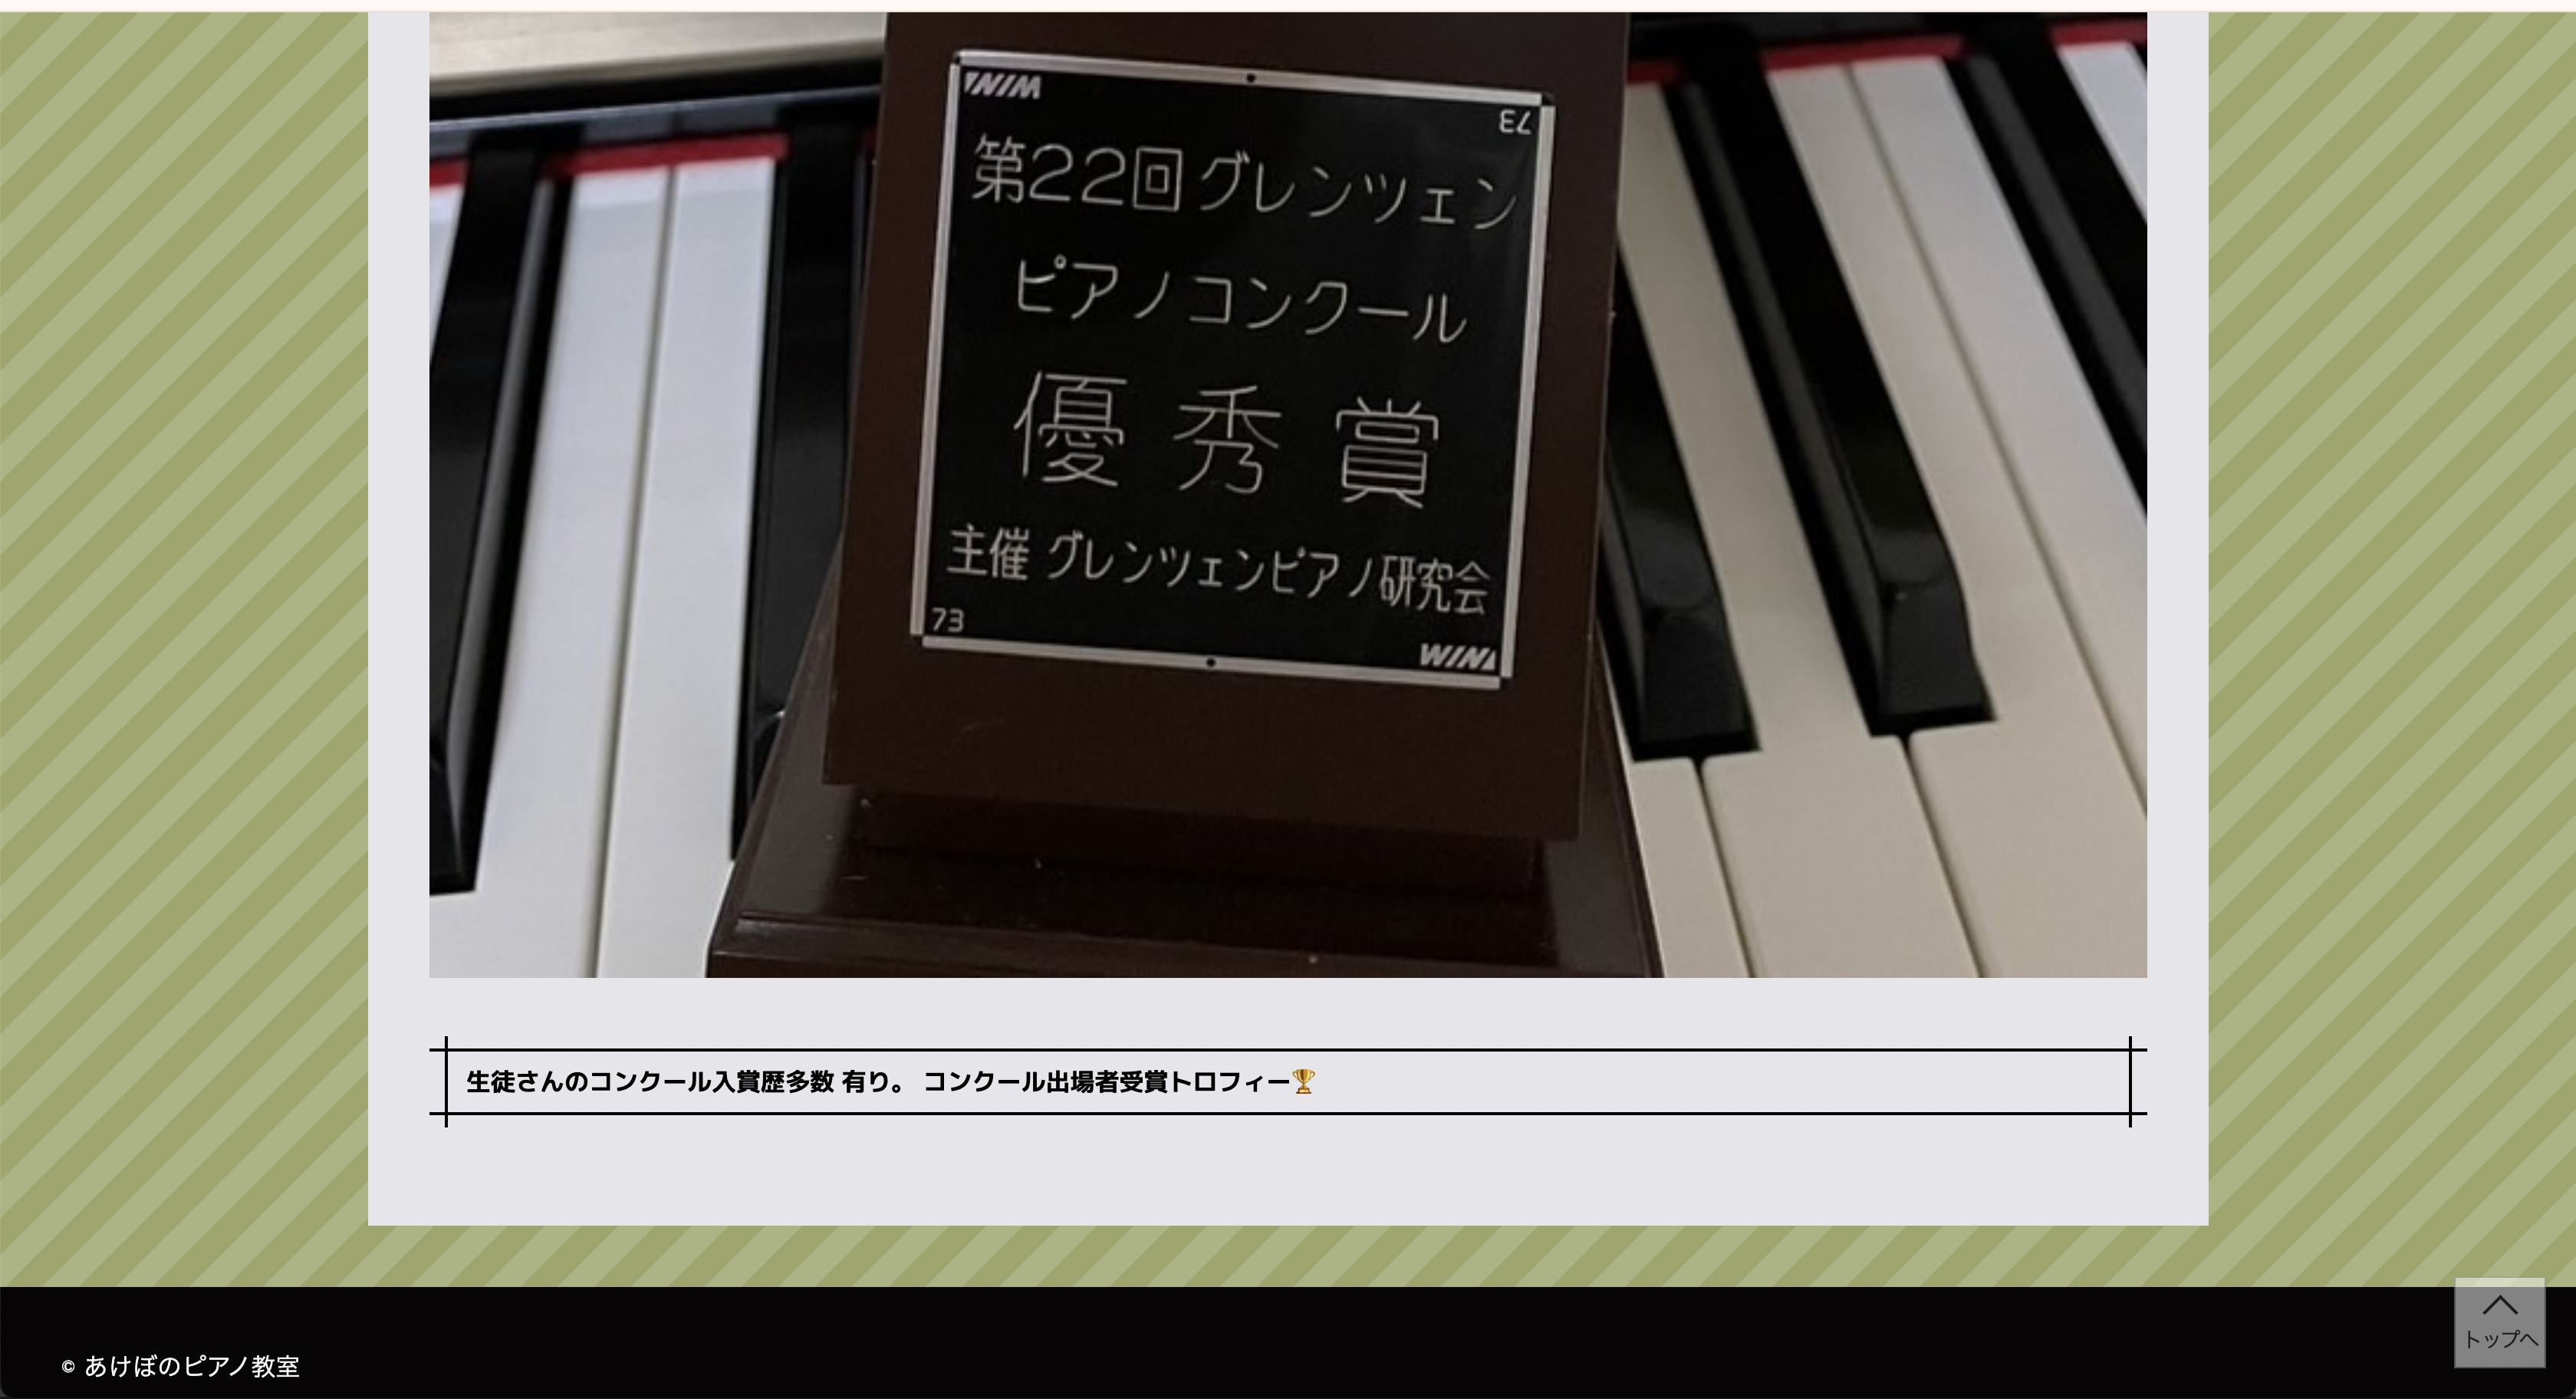 WIN
73
第22回グレンツェン
ピアノコンクール
優秀賞
主催 グレンツェンピアノ研究会
73
WIN
生徒さんのコンクール入賞歴多数 有り。 コンクール出場者受賞トロフィー🏆
トップへ
© あけぼのピアノ教室